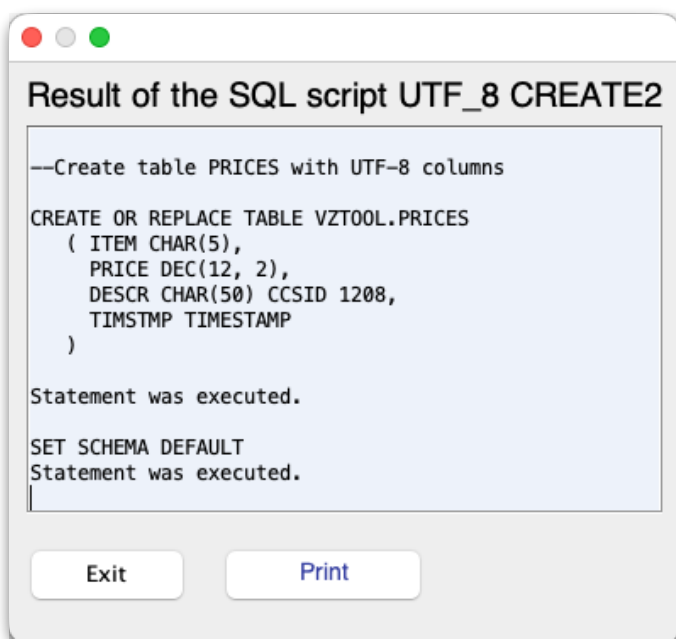 Result of the SQL script UTF_8 CREATE2
--Create table PRICES with UTF-8 columns
CREATE OR REPLACE TABLE VZTOOL.PRICES
( ITEM CHAR(5),
PRICE DEC(12, 2),
DESCR CHAR(50) CCSID 1208,
TIMSTMP TIMESTAMP
)
Statement was executed.
SET SCHEMA DEFAULT
Statement was executed.
Exit Print